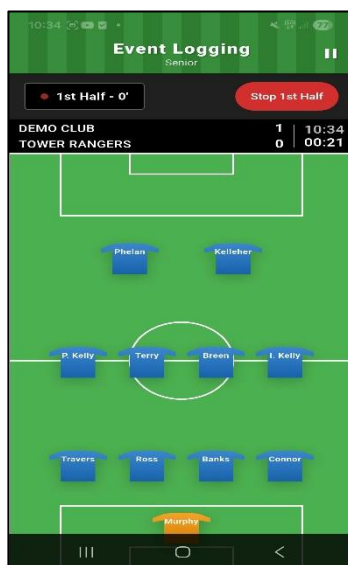 10:34
77
Event Logging
Senior
1st Half - 0'
Stop 1st Half
DEMO CLUB 1 10:34
TOWER RANGERS 0 00:21
Phelan Kelleher
P. Kelly Terry Breen I. Kelly
Travers Ross Banks Connor
Murphy